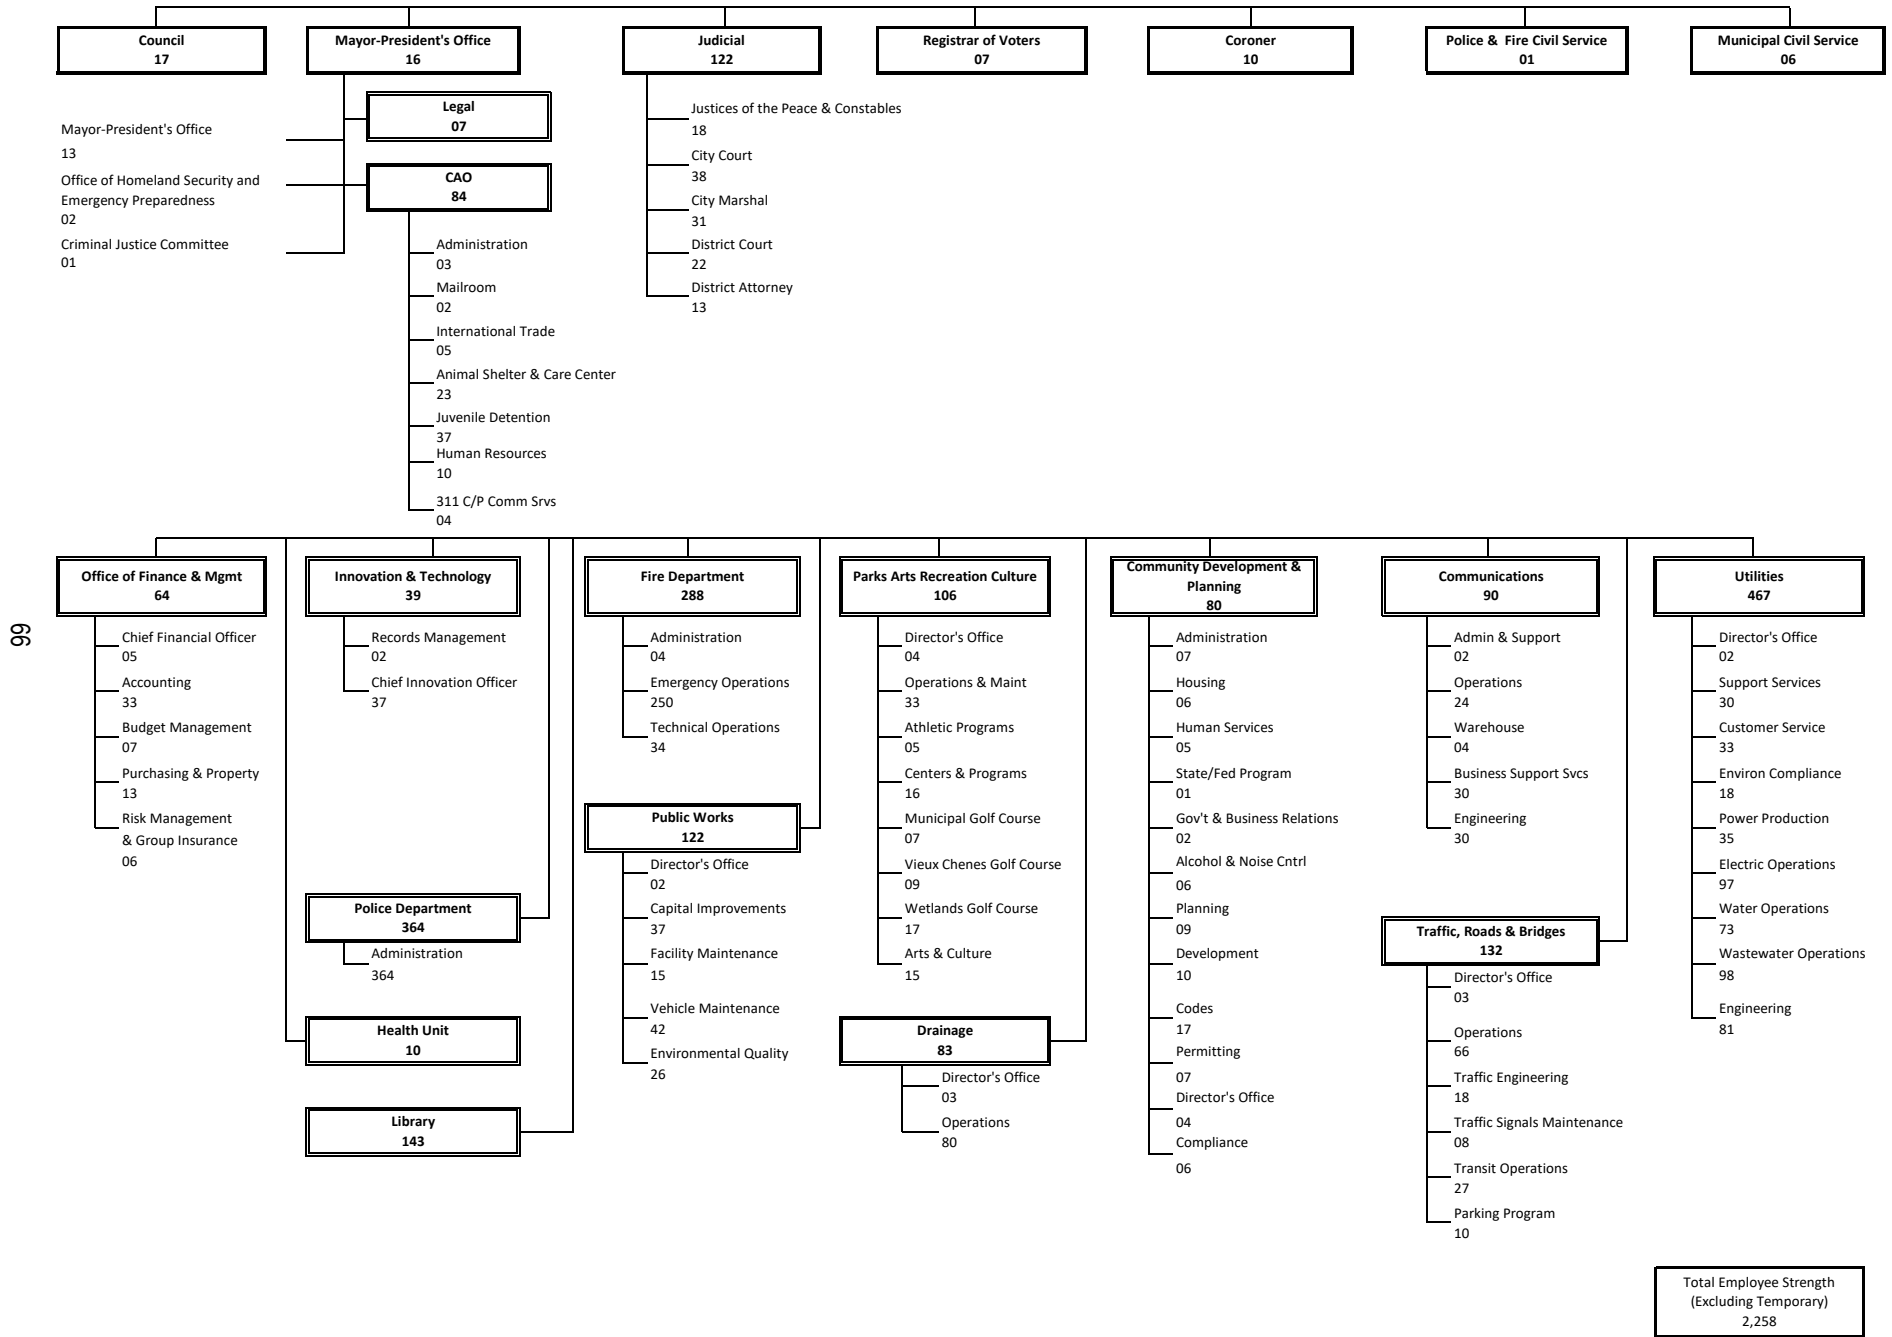 Council
17
Mayor-President's Office
16
Judicial
122
Registrar of Voters
07
Coroner
10
Police & Fire Civil Service
01
Municipal Civil Service
06
Mayor-President's Office
13
Office of Homeland Security and
Emergency Preparedness
02
Criminal Justice Committee
01
Legal
07
CAO
84
Administration
03
Mailroom
02
International Trade
05
Animal Shelter & Care Center
23
Juvenile Detention
37
Human Resources
10
311 C/P Comm Srvs
04
Justices of the Peace & Constables
18
City Court
38
City Marshal
31
District Court
22
District Attorney
13
Office of Finance & Mgmt
64
Chief Financial Officer
05
Accounting
33
Budget Management
07
Purchasing & Property
13
Risk Management
& Group Insurance
06
Innovation & Technology
39
Records Management
02
Chief Innovation Officer
37
Police Department
364
Administration
364
Health Unit
10
Library
143
Fire Department
288
Administration
04
Emergency Operations
250
Technical Operations
34
Public Works
122
Director's Office
02
Capital Improvements
37
Facility Maintenance
15
Vehicle Maintenance
42
Environmental Quality
26
Parks Arts Recreation Culture
106
Director's Office
04
Operations & Maint
33
Athletic Programs
05
Centers & Programs
16
Municipal Golf Course
07
Vieux Chenes Golf Course
09
Wetlands Golf Course
17
Arts & Culture
15
Drainage
83
Director's Office
03
Operations
80
Community Development &
Planning
80
Administration
07
Housing
06
Human Services
05
State/Fed Program
01
Gov't & Business Relations
02
Alcohol & Noise Cntrl
06
Planning
09
Development
10
Codes
17
Permitting
07
Director's Office
04
Compliance
06
Communications
90
Admin & Support
02
Operations
24
Warehouse
04
Business Support Svcs
30
Engineering
30
Traffic, Roads & Bridges
132
Director's Office
03
Operations
66
Traffic Engineering
18
Traffic Signals Maintenance
08
Transit Operations
27
Parking Program
10
Utilities
467
Director's Office
02
Support Services
30
Customer Service
33
Environ Compliance
18
Power Production
35
Electric Operations
97
Water Operations
73
Wastewater Operations
98
Engineering
81
Total Employee Strength
(Excluding Temporary)
2,258